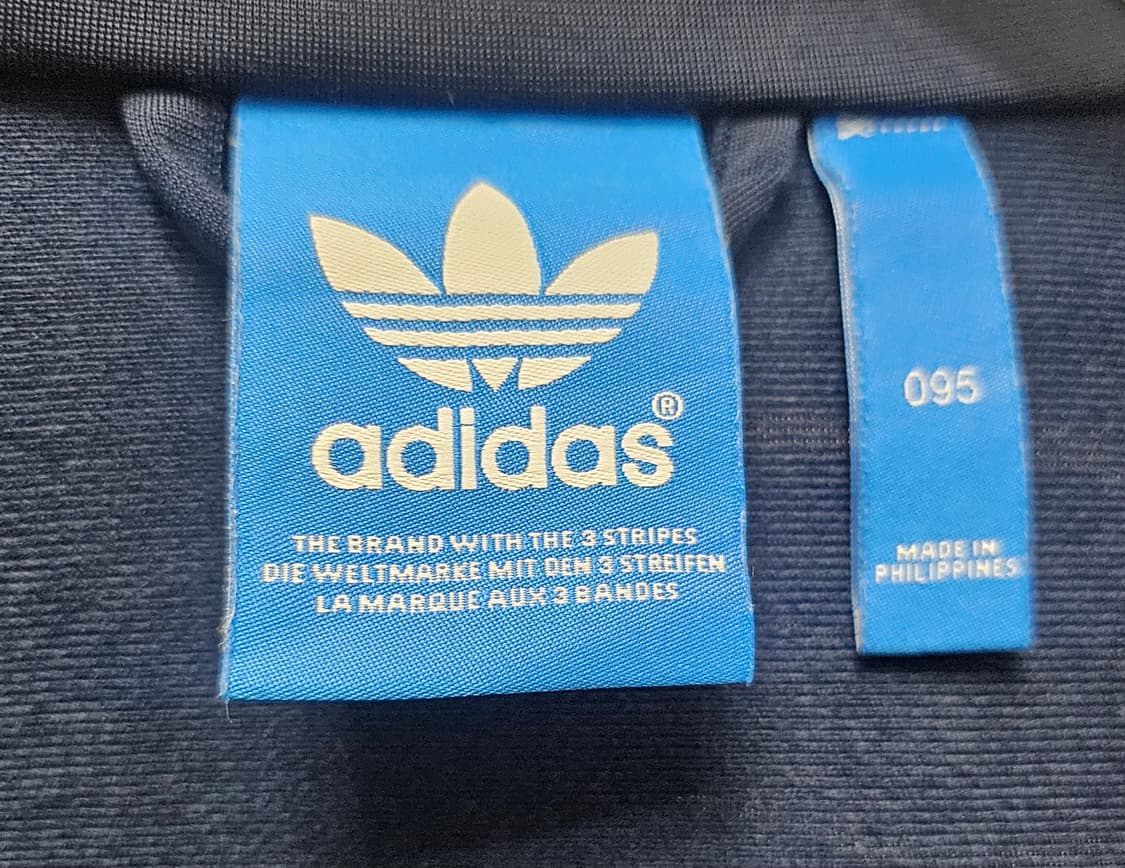 adidas®
THE BRAND WITH THE 3 STRIPES
DIE WELTMARKE MIT DEN 3 STREIFEN
LA MARQUE AUX 3 BANDES
095
MADE IN
PHILIPPINES